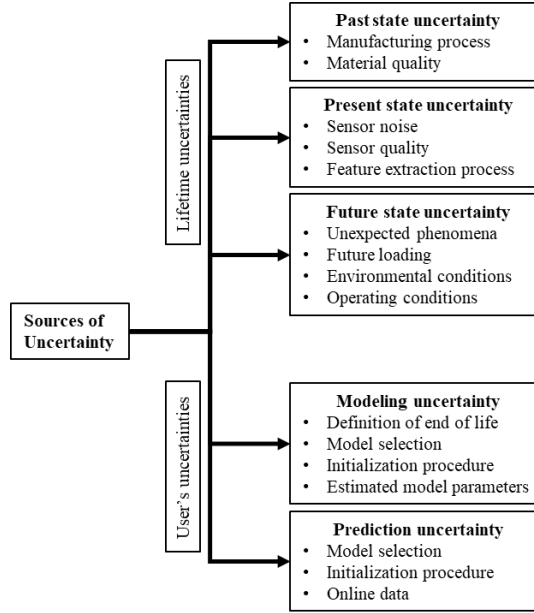 Sources of
Uncertainty
Lifetime uncertainties
Past state uncertainty
• Manufacturing process
• Material quality
Present state uncertainty
• Sensor noise
• Sensor quality
• Feature extraction process
Future state uncertainty
• Unexpected phenomena
• Future loading
• Environmental conditions
• Operating conditions
User's uncertainties
Modeling uncertainty
• Definition of end of life
• Model selection
• Initialization procedure
• Estimated model parameters
Prediction uncertainty
• Model selection
• Initialization procedure
• Online data